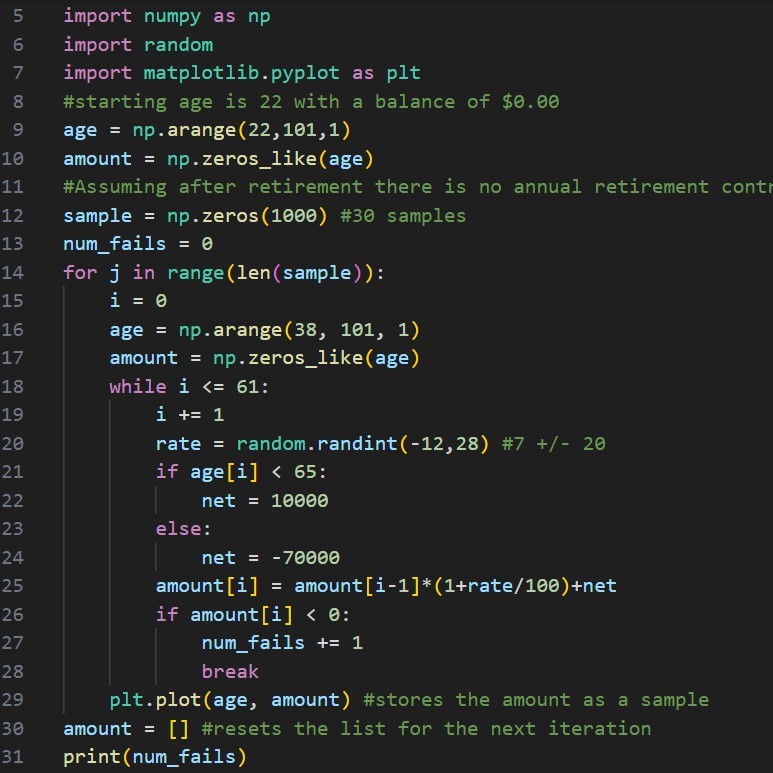 5 import numpy as np
6 import random
7 import matplotlib.pyplot as plt
8 #starting age is 22 with a balance of $0.00
9 age = np.arange(22,101,1)
10 amount = np.zeros_like(age)
11 #Assuming after retirement there is no annual retirement contr
12 sample = np.zeros(1000) #30 samples
13 num_fails = 0
14 for j in range(len(sample)):
15     i = 0
16     age = np.arange(38, 101, 1)
17     amount = np.zeros_like(age)
18     while i <= 61:
19         i += 1
20         rate = random.randint(-12,28) #7 +/- 20
21         if age[i] < 65:
22             net = 10000
23         else:
24             net = -70000
25         amount[i] = amount[i-1]*(1+rate/100)+net
26         if amount[i] < 0:
27             num_fails += 1
28             break
29     plt.plot(age, amount) #stores the amount as a sample
30 amount = [] #resets the list for the next iteration
31 print(num_fails)